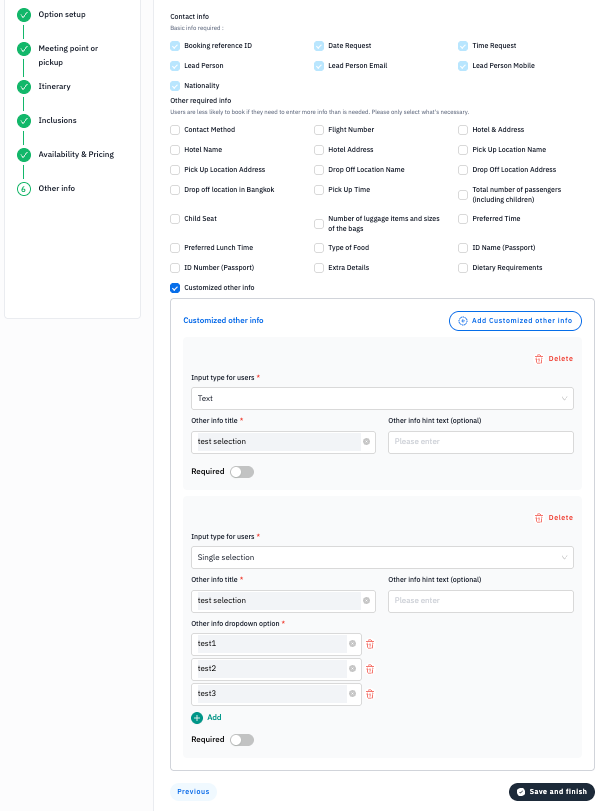 Option setup
Meeting point or
pickup
Itinerary
Inclusions
Availability & Pricing
6
Other info
Contact info
Basic info required :
Booking reference ID
Date Request
Time Request
Lead Person
Lead Person Email
Lead Person Mobile
Nationality
Other required info
Users are less likely to book if they need to enter more info than is needed. Please only select what's necessary.
Contact Method
Flight Number
Hotel & Address
Hotel Name
Hotel Address
Pick Up Location Name
Pick Up Location Address
Drop Off Location Name
Drop Off Location Address
Drop off location in Bangkok
Pick Up Time
Total number of passengers
(including children)
Child Seat
Number of luggage items and sizes
of the bags
Preferred Time
Preferred Lunch Time
Type of Food
ID Name (Passport)
ID Number (Passport)
Extra Details
Dietary Requirements
Customized other info
Customized other info
Add Customized other info
Delete
Input type for users *
Text
Other info title *
Other info hint text (optional)
test selection
Please enter
Required
Delete
Input type for users *
Single selection
Other info title *
Other info hint text (optional)
test selection
Please enter
Other info dropdown option *
test1
test2
test3
Add
Required
Previous
Save and finish